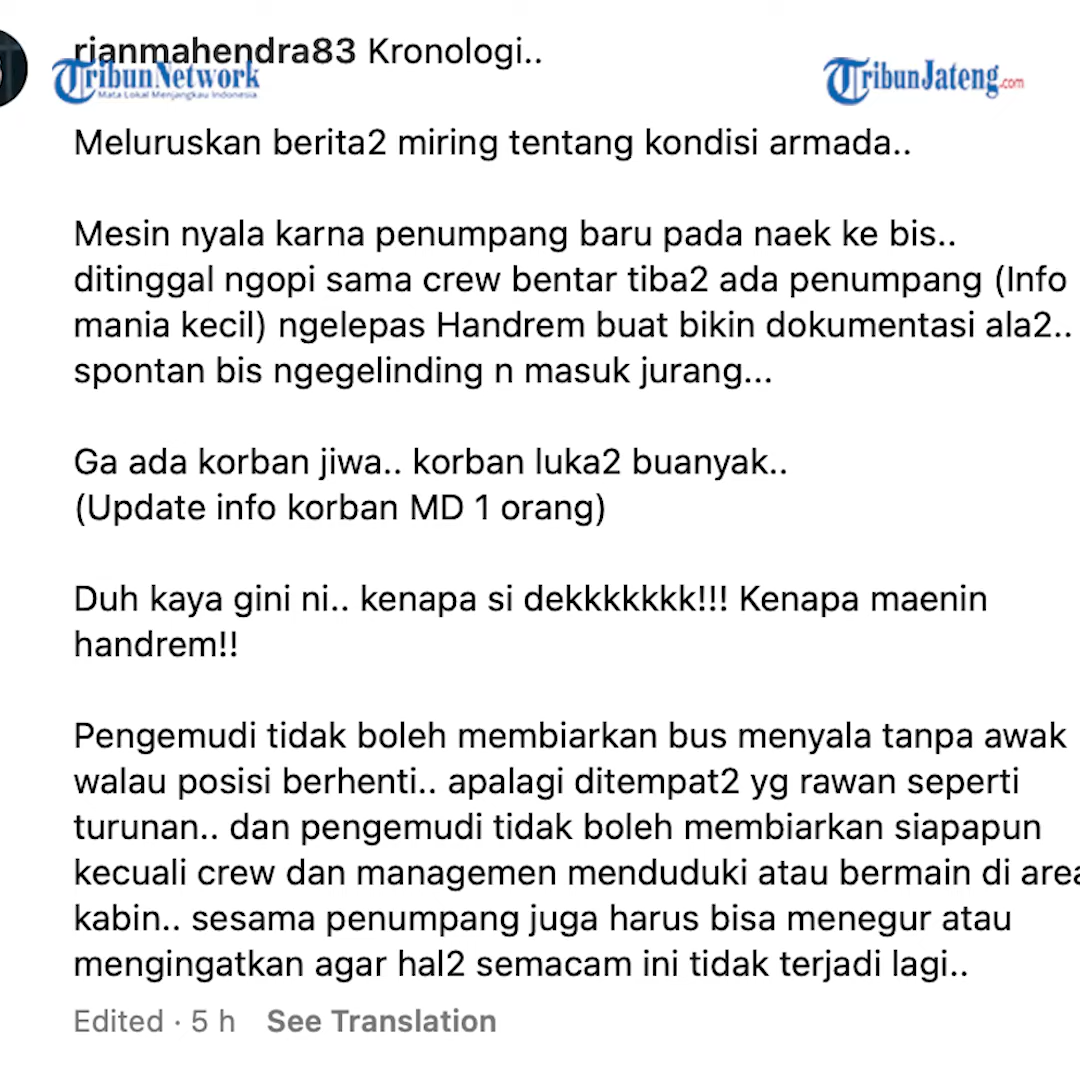 rianmahendra83 Kronologi..
TribunNetwork
Mata Lokal Menjangkau Indonesia
TribunJateng.com
Meluruskan berita2 miring tentang kondisi armada..
Mesin nyala karna penumpang baru pada naek ke bis..
ditinggal ngopi sama crew bentar tiba2 ada penumpang (Info
mania kecil) ngelepas Handrem buat bikin dokumentasi ala2..
spontan bis ngegelinding n masuk jurang...
Ga ada korban jiwa.. korban luka2 buanyak..
(Update info korban MD 1 orang)
Duh kaya gini ni.. kenapa si dekkkkkkk!!! Kenapa maenin
handrem!!
Pengemudi tidak boleh membiarkan bus menyala tanpa awak
walau posisi berhenti.. apalagi ditempat2 yg rawan seperti
turunan.. dan pengemudi tidak boleh membiarkan siapapun
kecuali crew dan managemen menduduki atau bermain di area
kabin.. sesama penumpang juga harus bisa menegur atau
mengingatkan agar hal2 semacam ini tidak terjadi lagi..
Edited · 5 h See Translation